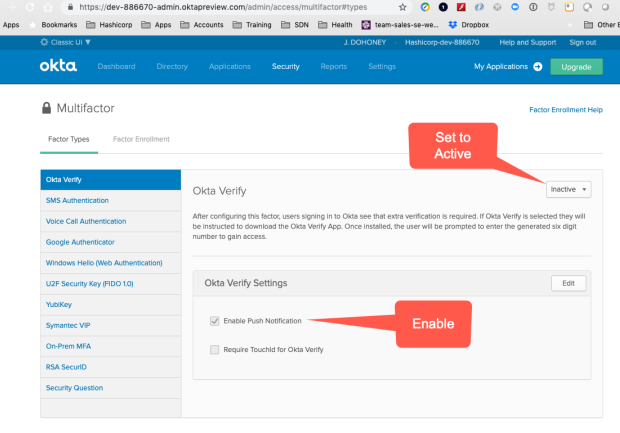 https://dev-886670-admin.oktapreview.com/admin/access/multifactor#types
Apps Bookmarks Hashicorp Apps Accounts Training SDN Health team-sales-se-we... Dropbox Other
Classic UI J. DOHONEY Hashicorp-dev-886670 Help and Support Sign out
okta Dashboard Directory Applications Security Reports Settings My Applications Upgrade
Multifactor
Factor Enrollment Help
Factor Types Factor Enrollment
Set to
Active
Okta Verify
SMS Authentication
Voice Call Authentication
Google Authenticator
Windows Hello (Web Authentication)
U2F Security Key (FIDO 1.0)
YubiKey
Symantec VIP
On-Prem MFA
RSA SecurID
Security Question
Okta Verify
Inactive
After configuring this factor, users signing in to Okta see that extra verification is required. If Okta Verify is selected they will
be instructed to download the Okta Verify App. Once installed, the user will be prompted to enter the generated six digit
number to gain access.
Okta Verify Settings
Edit
Enable Push Notification
Enable
Require TouchId for Okta Verify